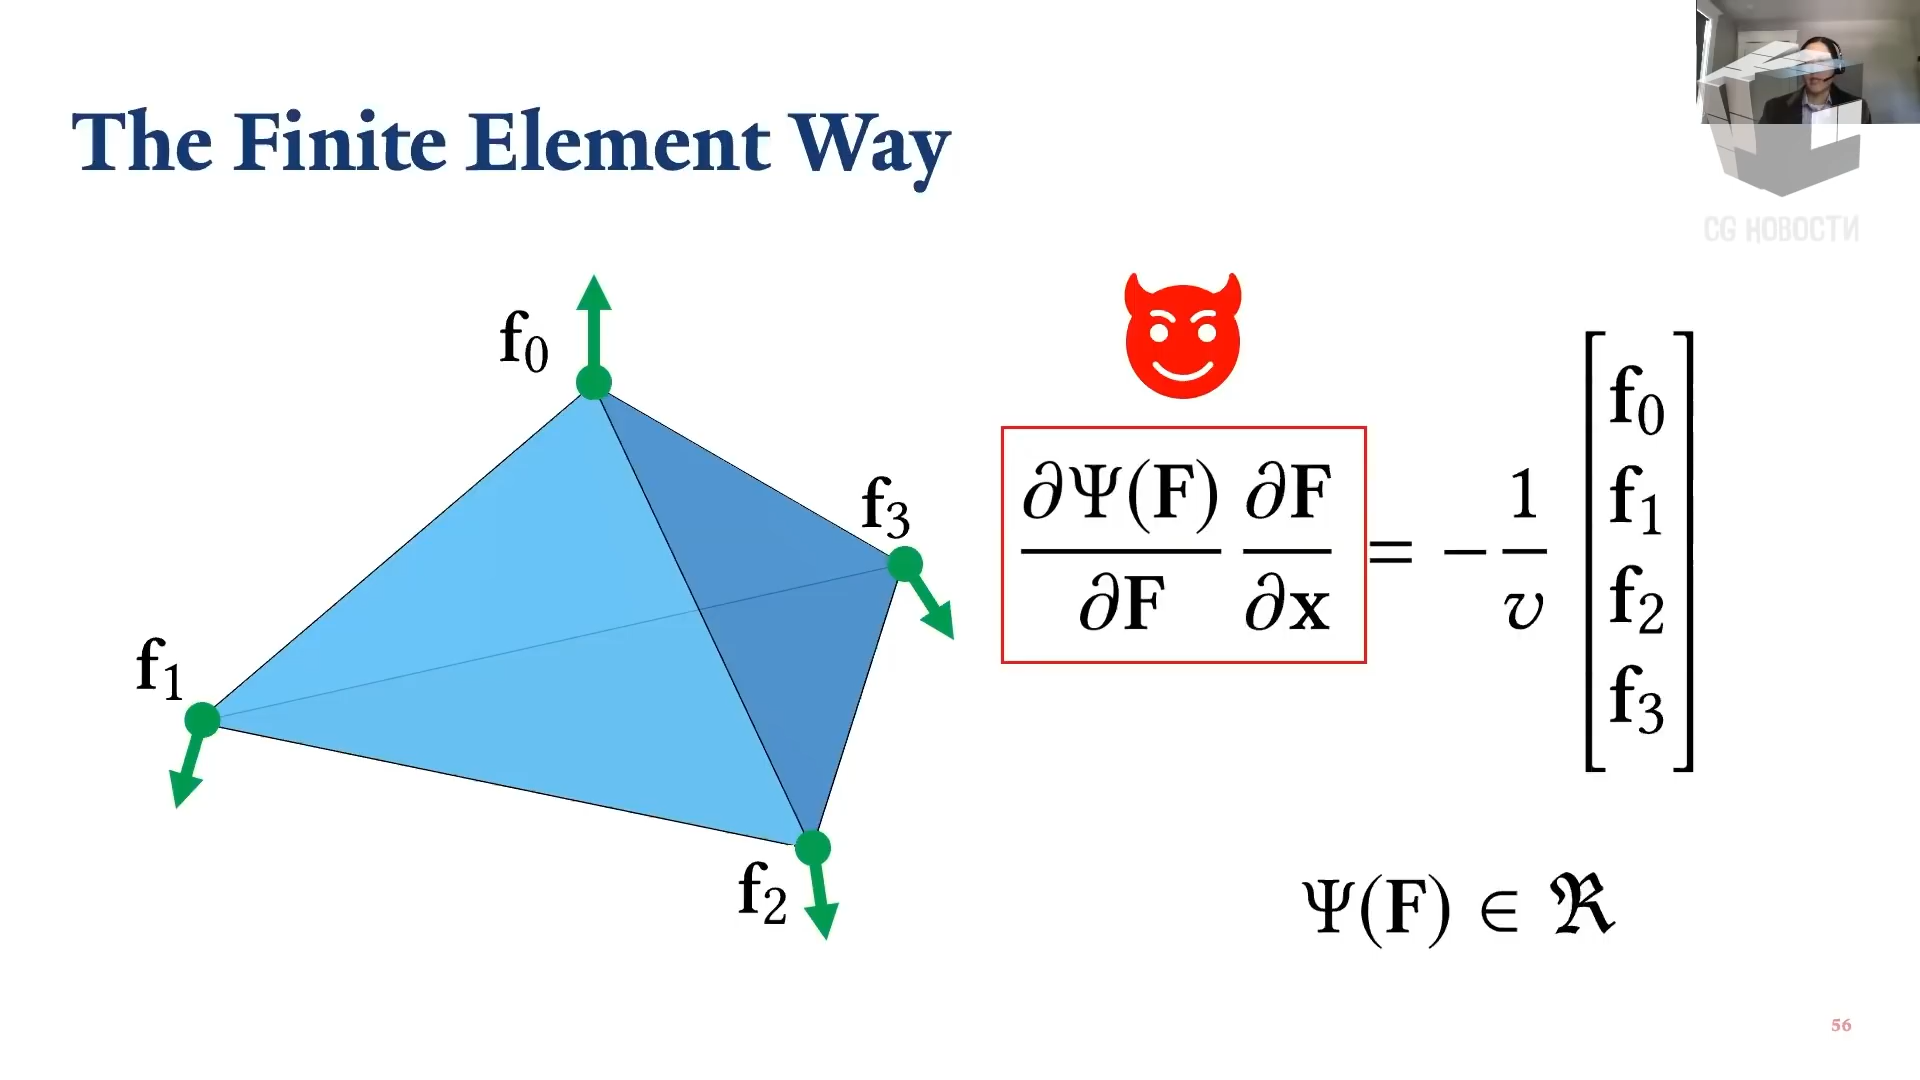 The Finite Element Way
CG НОВОСТИ
f₀
f₃
f₁
f₂
∂Ψ(F)/∂F ∂F/∂x = − 1/v [f₀ f₁ f₂ f₃]
Ψ(F) ∈ ℜ
56